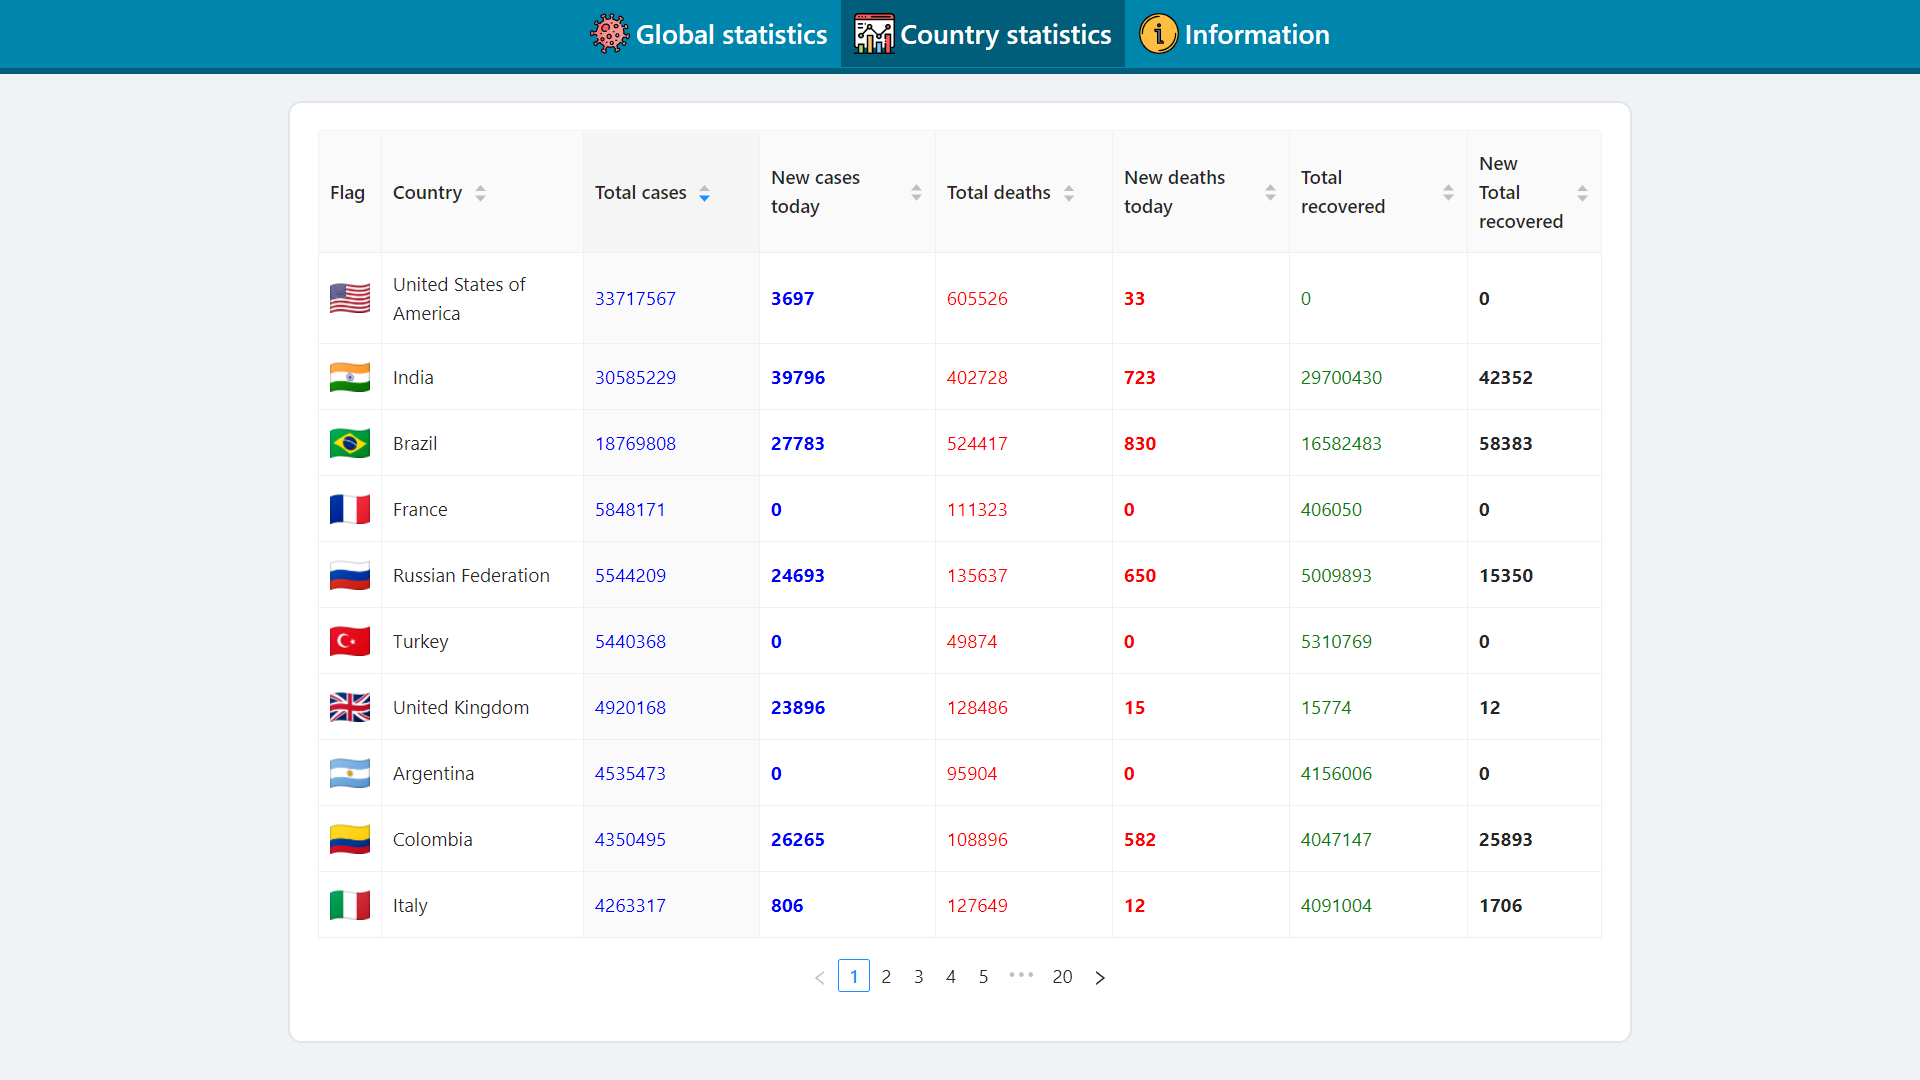 Global statistics Country statistics Information
Flag Country Total cases New cases today Total deaths New deaths today Total recovered New Total recovered
United States of America 33717567 3697 605526 33 0 0
India 30585229 39796 402728 723 29700430 42352
Brazil 18769808 27783 524417 830 16582483 58383
France 5848171 0 111323 0 406050 0
Russian Federation 5544209 24693 135637 650 5009893 15350
Turkey 5440368 0 49874 0 5310769 0
United Kingdom 4920168 23896 128486 15 15774 12
Argentina 4535473 0 95904 0 4156006 0
Colombia 4350495 26265 108896 582 4047147 25893
Italy 4263317 806 127649 12 4091004 1706
< 1 2 3 4 5 ••• 20 >